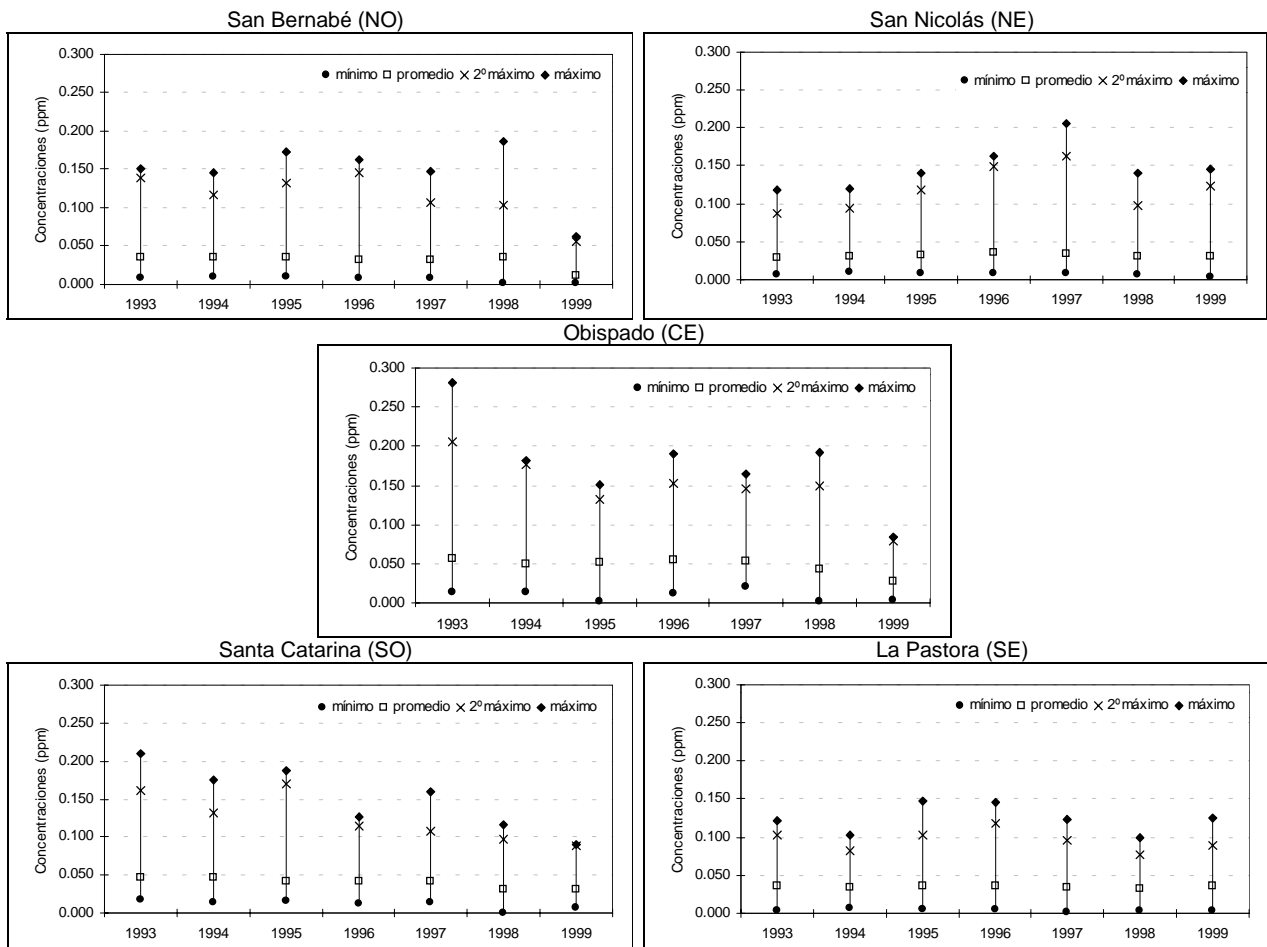 San Bernabé (NO)
Concentraciones (ppm)
0.300
0.250
0.200
0.150
0.100
0.050
0.000
mínimo promedio 2º máximo máximo
1993 1994 1995 1996 1997 1998 1999
San Nicolás (NE)
Concentraciones (ppm)
0.300
0.250
0.200
0.150
0.100
0.050
0.000
mínimo promedio 2º máximo máximo
1993 1994 1995 1996 1997 1998 1999
Obispado (CE)
Concentraciones (ppm)
0.300
0.250
0.200
0.150
0.100
0.050
0.000
mínimo promedio 2º máximo máximo
1993 1994 1995 1996 1997 1998 1999
Santa Catarina (SO)
Concentraciones (ppm)
0.300
0.250
0.200
0.150
0.100
0.050
0.000
mínimo promedio 2º máximo máximo
1993 1994 1995 1996 1997 1998 1999
La Pastora (SE)
Concentraciones (ppm)
0.300
0.250
0.200
0.150
0.100
0.050
0.000
mínimo promedio 2º máximo máximo
1993 1994 1995 1996 1997 1998 1999